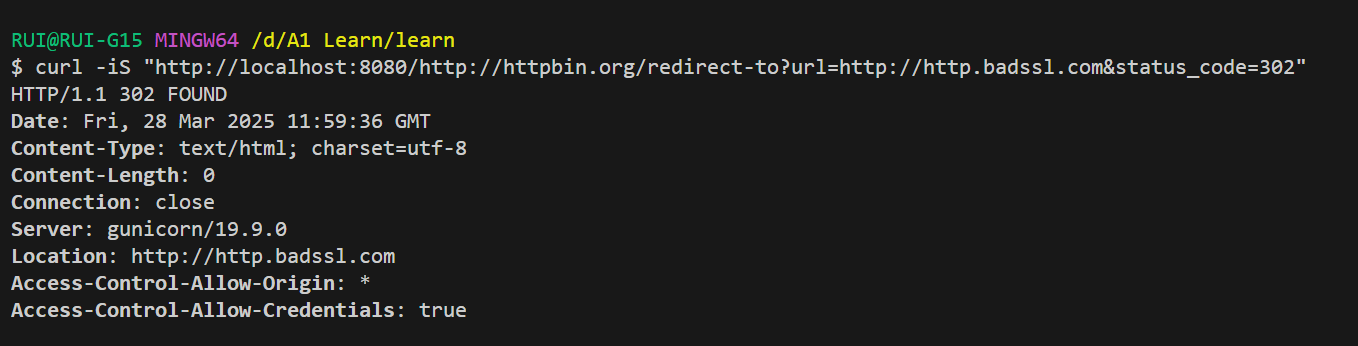 RUI@RUI-G15 MINGW64 /d/A1 Learn/learn
$ curl -iS "http://localhost:8080/http://httpbin.org/redirect-to?url=http://http.badssl.com&status_code=302"
HTTP/1.1 302 FOUND
Date: Fri, 28 Mar 2025 11:59:36 GMT
Content-Type: text/html; charset=utf-8
Content-Length: 0
Connection: close
Server: gunicorn/19.9.0
Location: http://http.badssl.com
Access-Control-Allow-Origin: *
Access-Control-Allow-Credentials: true